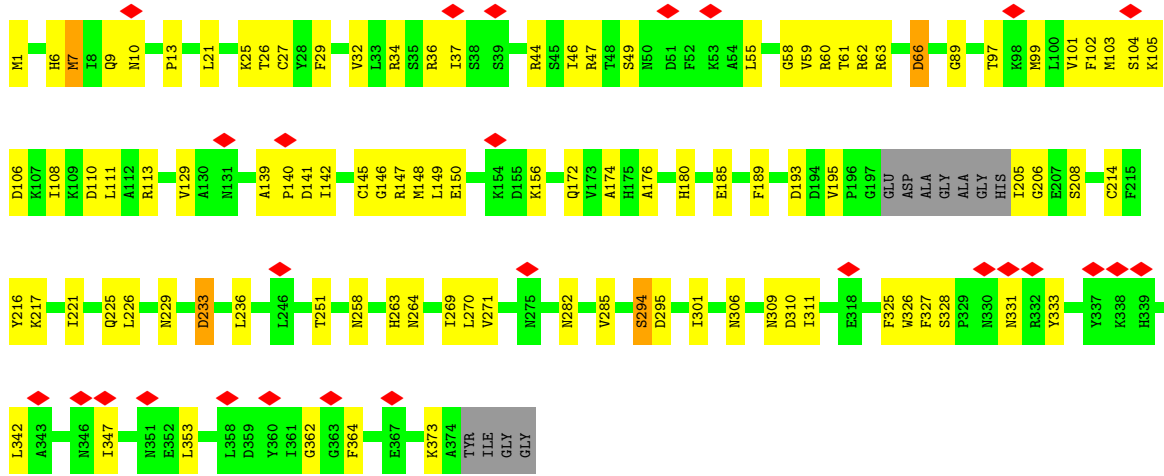 M1 H6 M7 I8 Q9 N10 P13 L21 K25 T26 C27 Y28 F29 V32 L33 R34 S35 R36 I37 S38 S39 R44 S45 I46 R47 T48 S49 N50 D51 F52 K53 A54 L55 G58 V59 R60 T61 R62 R63 D66 G89 T97 K98 M99 L100 V101 F102 M103 S104 K105
D106 K107 I108 K109 D110 L111 A112 R113 V129 A130 N131 A139 P140 D141 I142 C145 G146 R147 M148 L149 E150 K154 D155 K156 Q172 V173 A174 H175 A176 H180 E185 F189 D193 D194 V195 P196 G197 GLU ASP ALA GLY ALA GLY HIS I205 G206 E207 S208 C214 F215
Y216 K217 I221 Q225 L226 N229 D233 L236 L246 T251 N258 H263 N264 I269 L270 V271 N275 N282 V285 S294 D295 I301 N306 N309 D310 I311 E318 F325 W326 F327 S328 P329 N330 N331 R332 Y333 Y337 K338 H339
L342 A343 N346 I347 N351 E352 L353 L358 D359 Y360 I361 G362 G363 F364 E367 K373 A374 TYR ILE GLY GLY